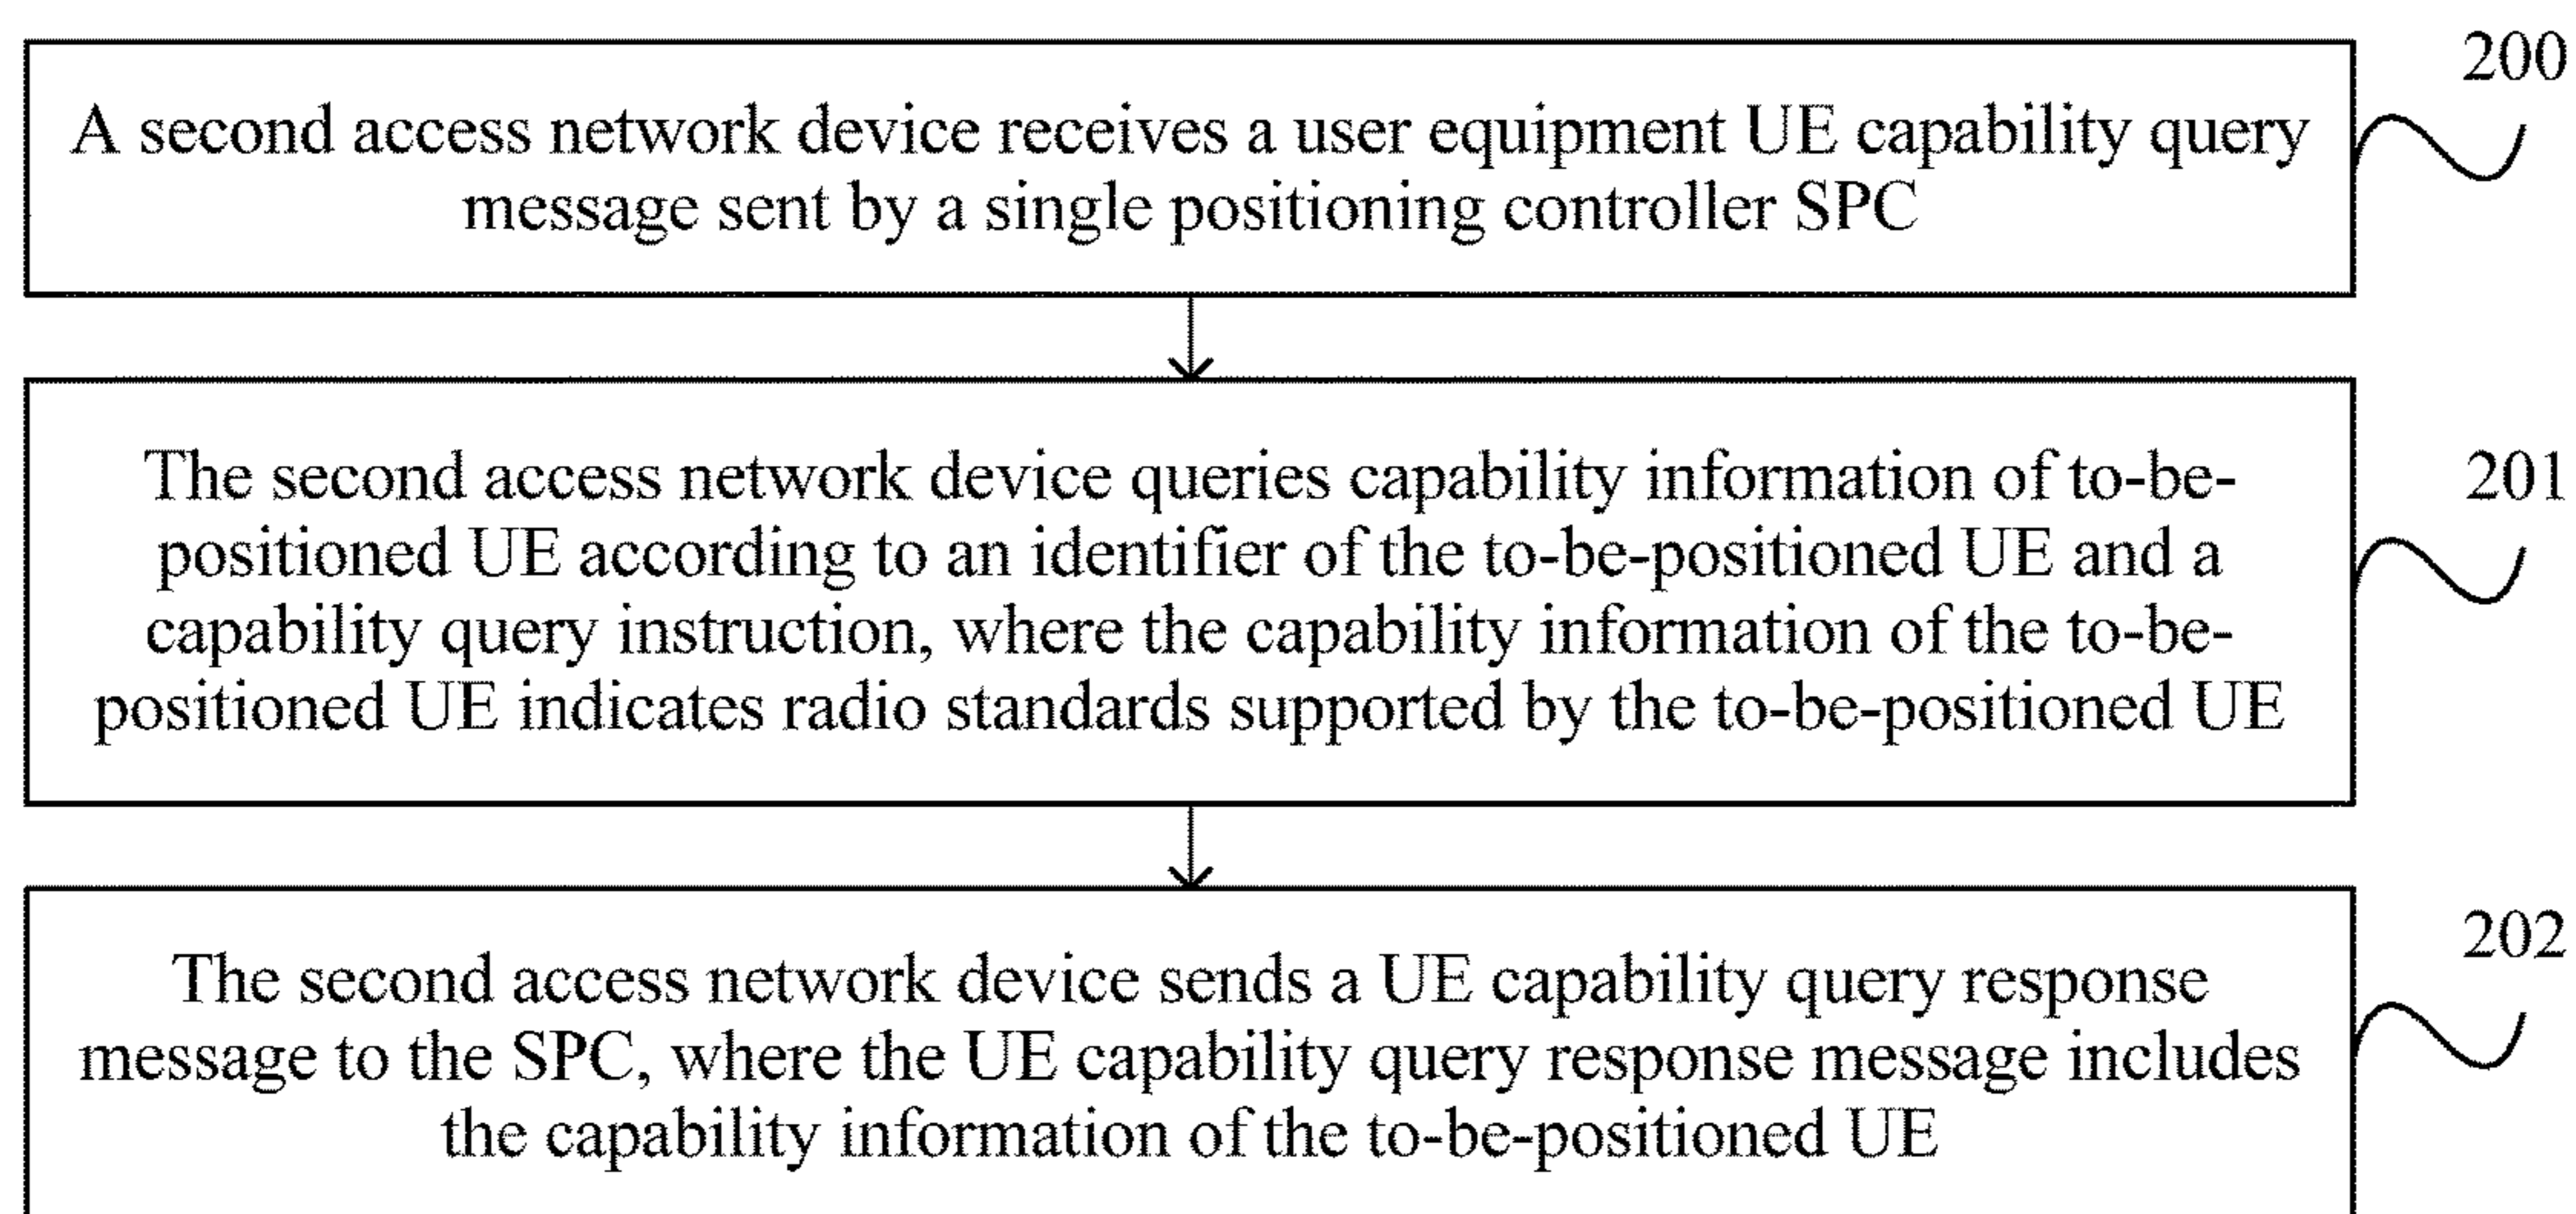 200
A second access network device receives a user equipment UE capability query
message sent by a single positioning controller SPC
The second access network device queries capability information of to-be-
201
positioned UE according to an identifier of the to-be-positioned UE and a
capability query instruction, where the capability information of the to-be-
positioned UE indicates radio standards supported by the to-be-positioned UE
202
The second access network device sends a UE capability query response
message to the SPC, where the UE capability query response message includes
the capability information of the to-be-positioned UE